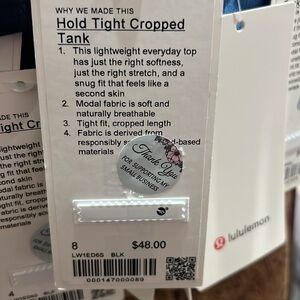 WHY WE MADE THIS
Hold Tight Cropped
Tank
1. This lightweight everyday top
has just the right softness,
just the right stretch, and a
snug fit that feels like a
second skin
2. Modal fabric is soft and
naturally breathable
3. Tight fit, cropped length
4. Fabric is derived from
responsibly s d-based
materials
Thank You
FOR SUPPORTING MY
SMALL BUSINESS
8 $48.00
LW1ED6S BLK
0000147000089
lululemon